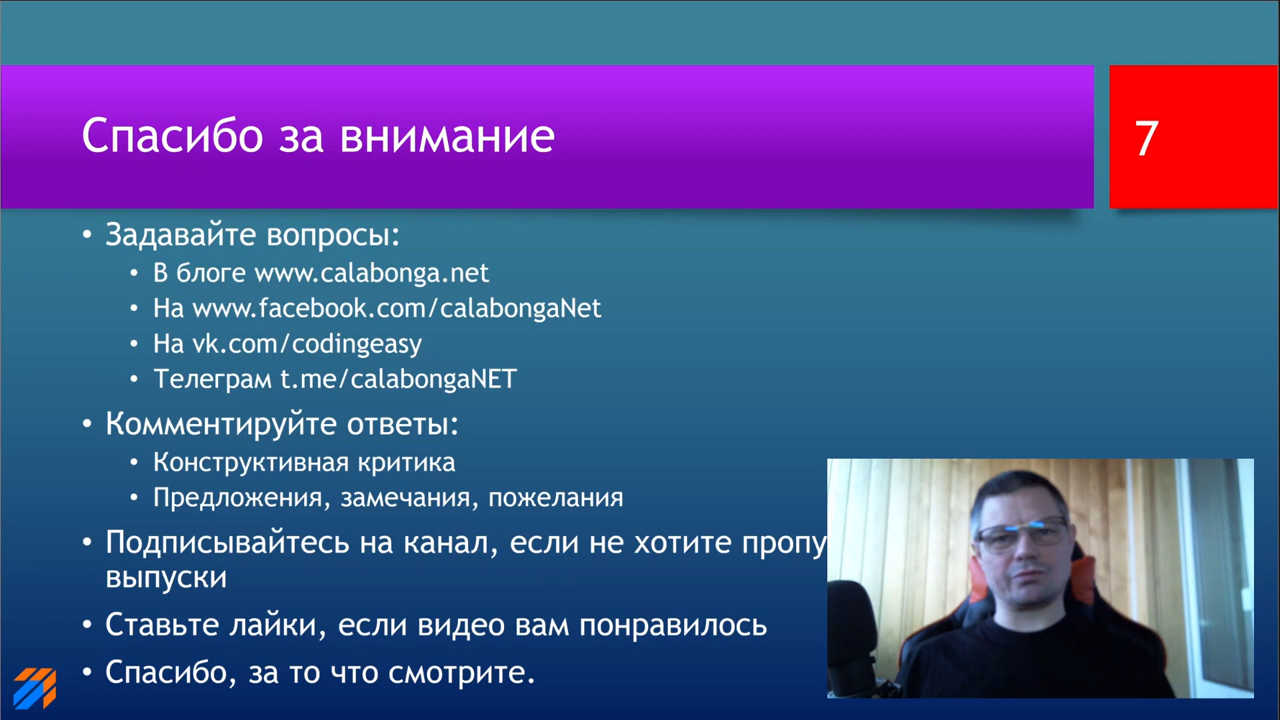 Спасибо за внимание
7
• Задавайте вопросы:
• В блоге www.calabonga.net
• На www.facebook.com/calabongaNet
• На vk.com/codingeasy
• Телеграм t.me/calabongaNET
• Комментируйте ответы:
• Конструктивная критика
• Предложения, замечания, пожелания
• Подписывайтесь на канал, если не хотите пропу
выпуски
• Ставьте лайки, если видео вам понравилось
• Спасибо, за то что смотрите.